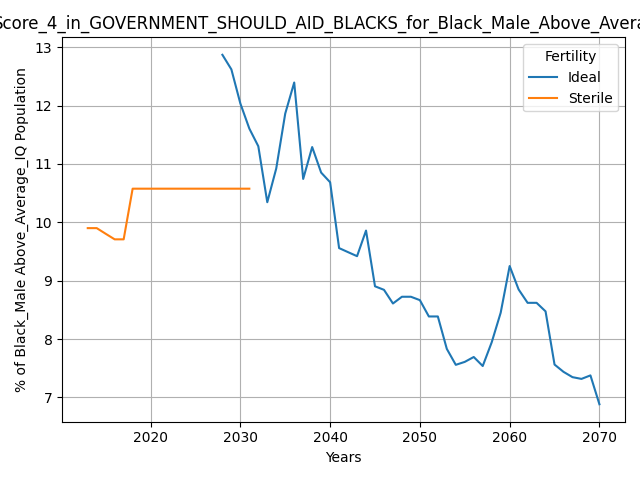 Score_4_in_GOVERNMENT_SHOULD_AID_BLACKS_for_Black_Male_Above_Avera
13
12
11
10
9
8
7
% of Black_Male Above_Average_IQ Population
Fertility
Ideal
Sterile
2020 2030 2040 2050 2060 2070
Years